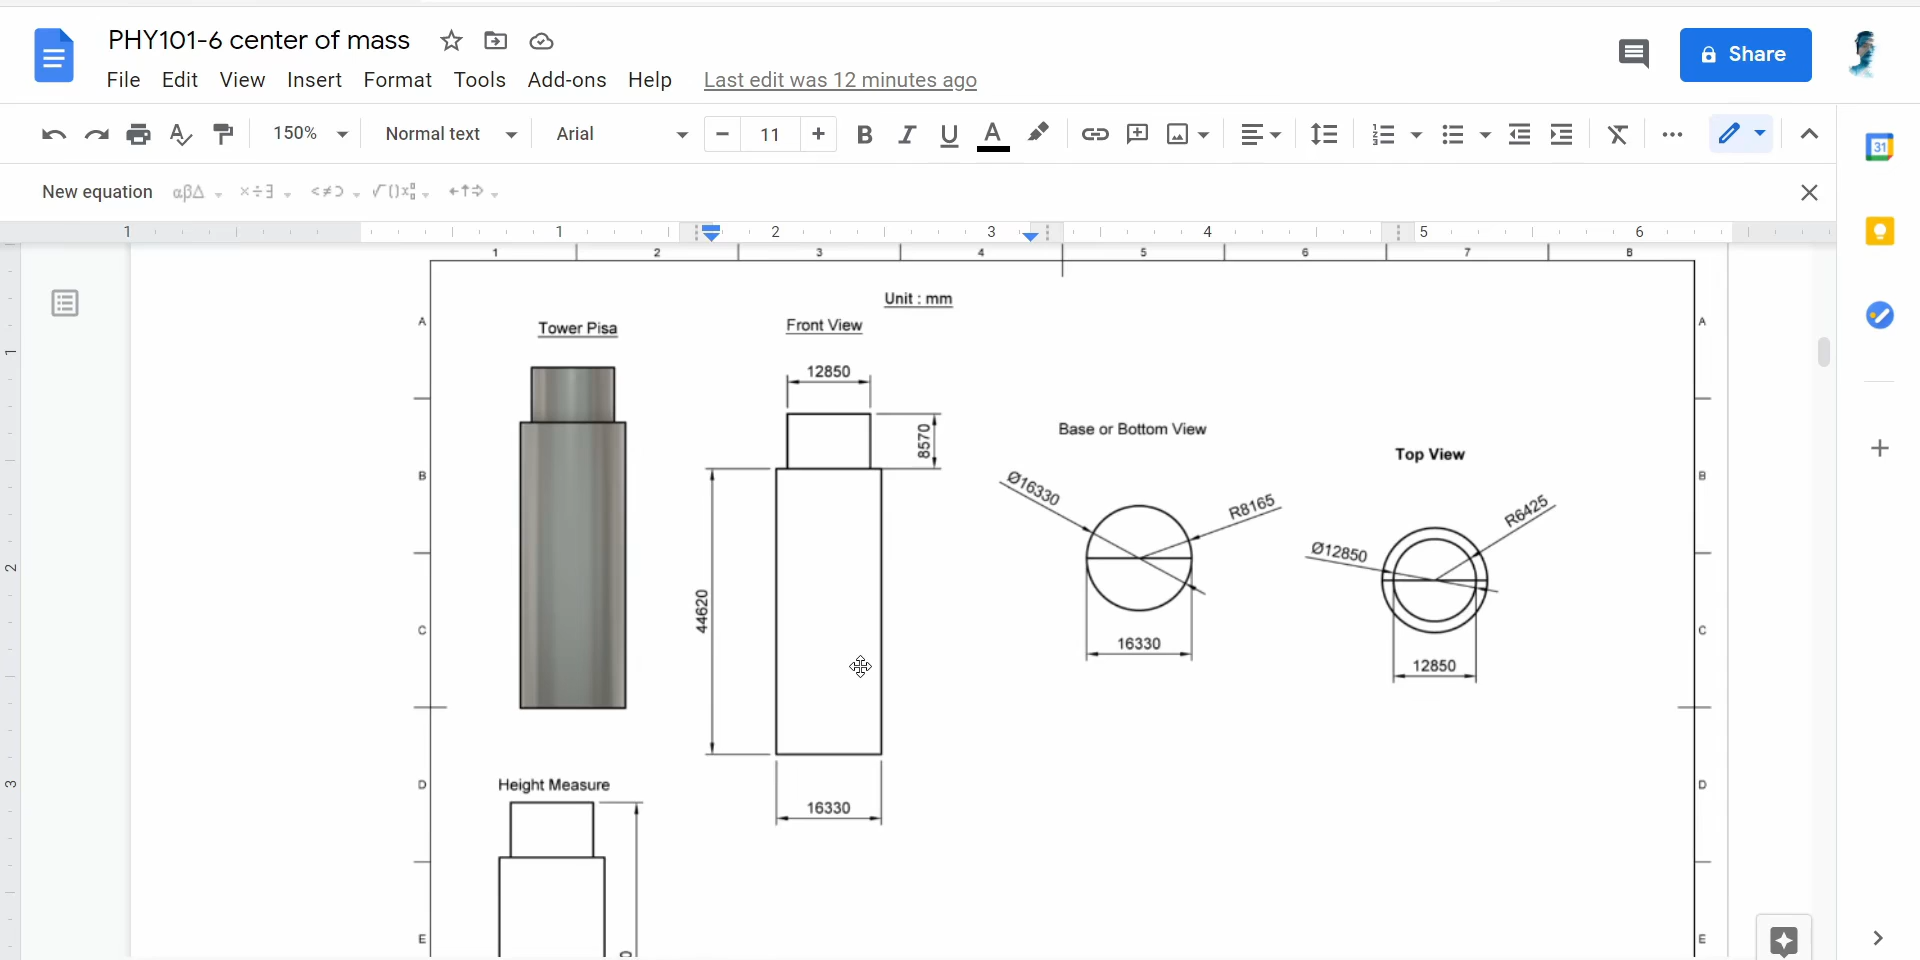 PHY101-6 center of mass
File Edit View Insert Format Tools Add-ons Help Last edit was 12 minutes ago
Share
150% Normal text Arial 11
New equation
31
1 1 2 3 4 5 6
1 2 3 4 5 6 7 8
Unit : mm
Tower Pisa
Front View
12850
8570
44620
16330
Base or Bottom View
Ø16330
R8165
16330
Top View
R6425
Ø12850
12850
Height Measure
A
B
C
D
E
A
B
C
D
E
1
2
3